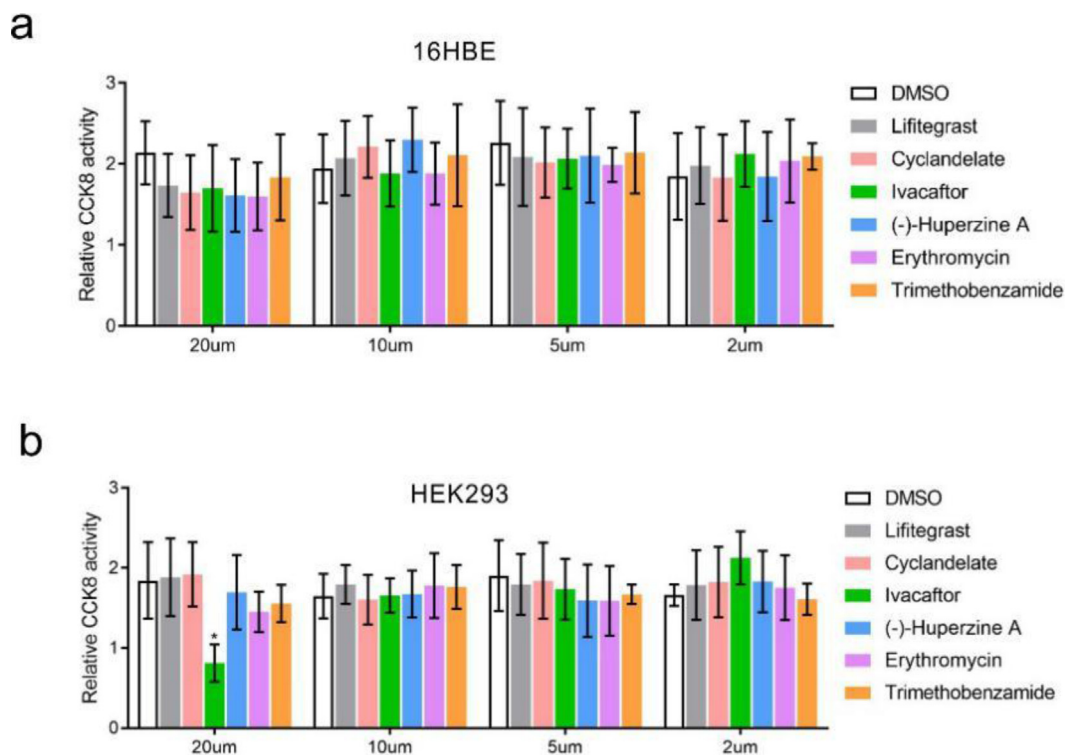 a
16HBE
Relative CCK8 activity
3
2
1
0
20um 10um 5um 2um
DMSO
Lifitegrast
Cyclandelate
Ivacaftor
(-)-Huperzine A
Erythromycin
Trimethobenzamide
b
HEK293
Relative CCK8 activity
3
2
1
0
*
20um 10um 5um 2um
DMSO
Lifitegrast
Cyclandelate
Ivacaftor
(-)-Huperzine A
Erythromycin
Trimethobenzamide